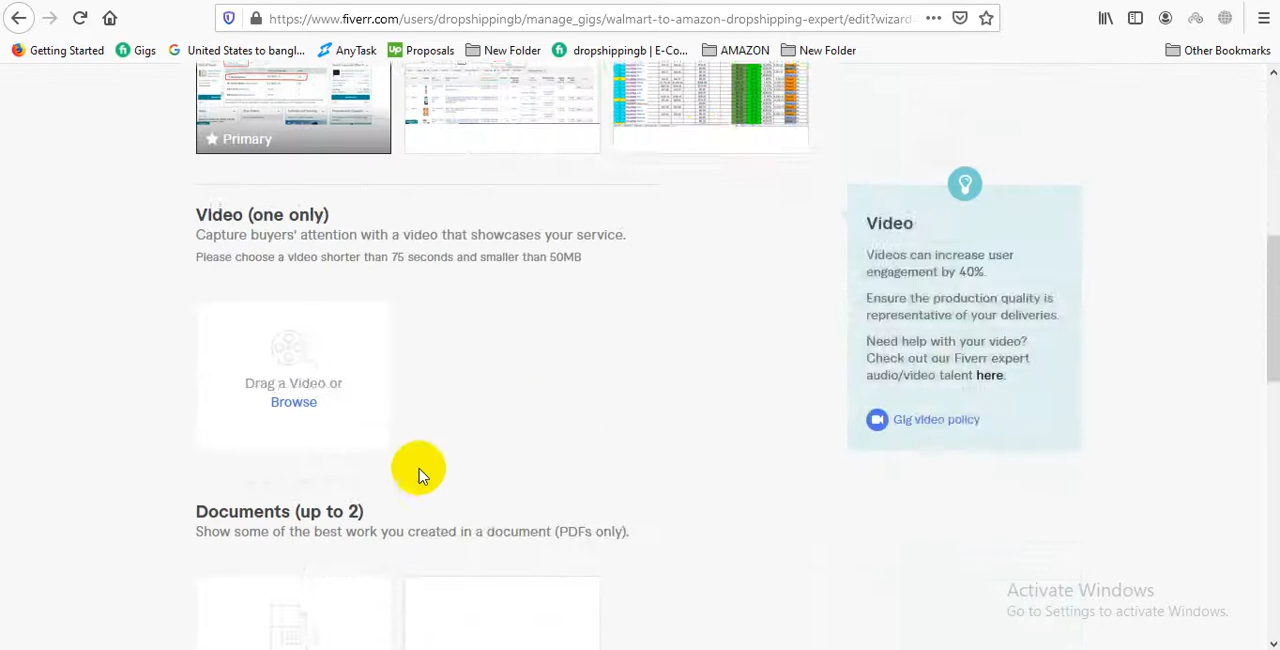 https://www.fiverr.com/users/dropshippingb/manage_gigs/walmart-to-amazon-dropshipping-expert/edit?wizard
Getting Started Gigs United States to bangl... AnyTask Proposals New Folder dropshippingb | E-Co... AMAZON New Folder Other Bookmarks
Primary
Video (one only)
Capture buyers' attention with a video that showcases your service.
Please choose a video shorter than 75 seconds and smaller than 50MB
Drag a Video or
Browse
Video
Videos can increase user
engagement by 40%.
Ensure the production quality is
representative of your deliveries.
Need help with your video?
Check out our Fiverr expert
audio/video talent here.
Gig video policy
Documents (up to 2)
Show some of the best work you created in a document (PDFs only).
Activate Windows
Go to Settings to activate Windows.